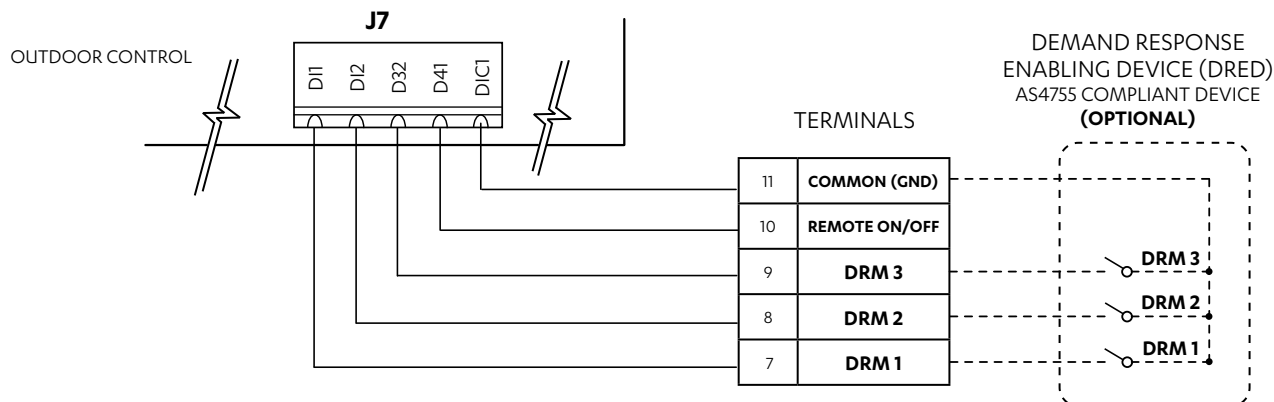 J7
OUTDOOR CONTROL
DI1
DI2
D32
D41
DIC1
DEMAND RESPONSE
ENABLING DEVICE (DRED)
AS4755 COMPLIANT DEVICE
(OPTIONAL)
TERMINALS
11 COMMON (GND)
10 REMOTE ON/OFF
9 DRM 3
DRM 3
8 DRM 2
DRM 2
7 DRM 1
DRM 1